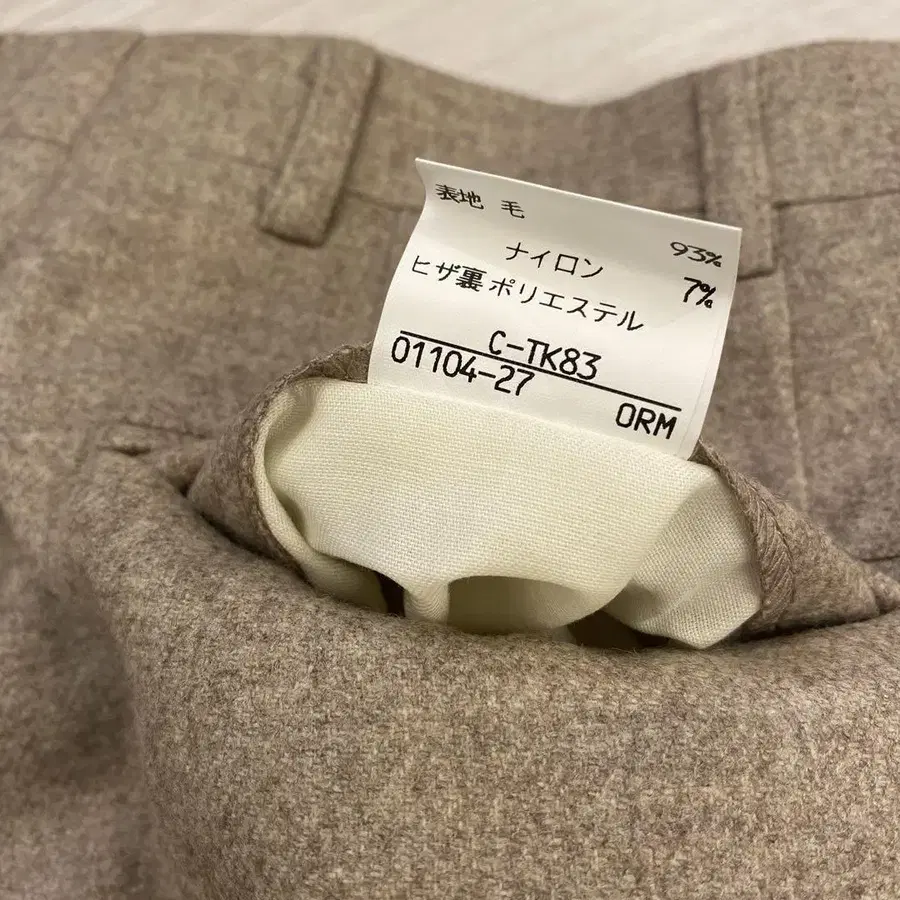 表地 毛 93%
ナイロン 7%
ヒザ裏 ポリエステル
C-TK83
01104-27 ORM